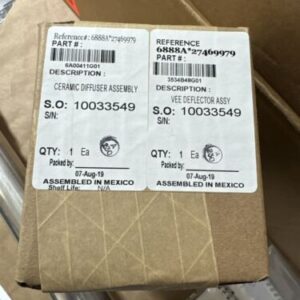 Reference#: 6888A*27469979
PART # :
6A00411G01
DESCRIPTION :
CERAMIC DIFFUSER ASSEMBLY
S.O: 10033549
S/N:
QTY: 1 Ea
Packed by:
07-Aug-19
ASSEMBLED IN MEXICO
Shelf Life: N/A
REFERENCE
6888A*27469979
PART # :
3534B48G01
DESCRIPTION :
VEE DEFLECTOR ASSY
S.O: 10033549
S/N:
QTY: 1 Ea
Packed by:
07-Aug-19
ASSEMBLED IN MEXICO